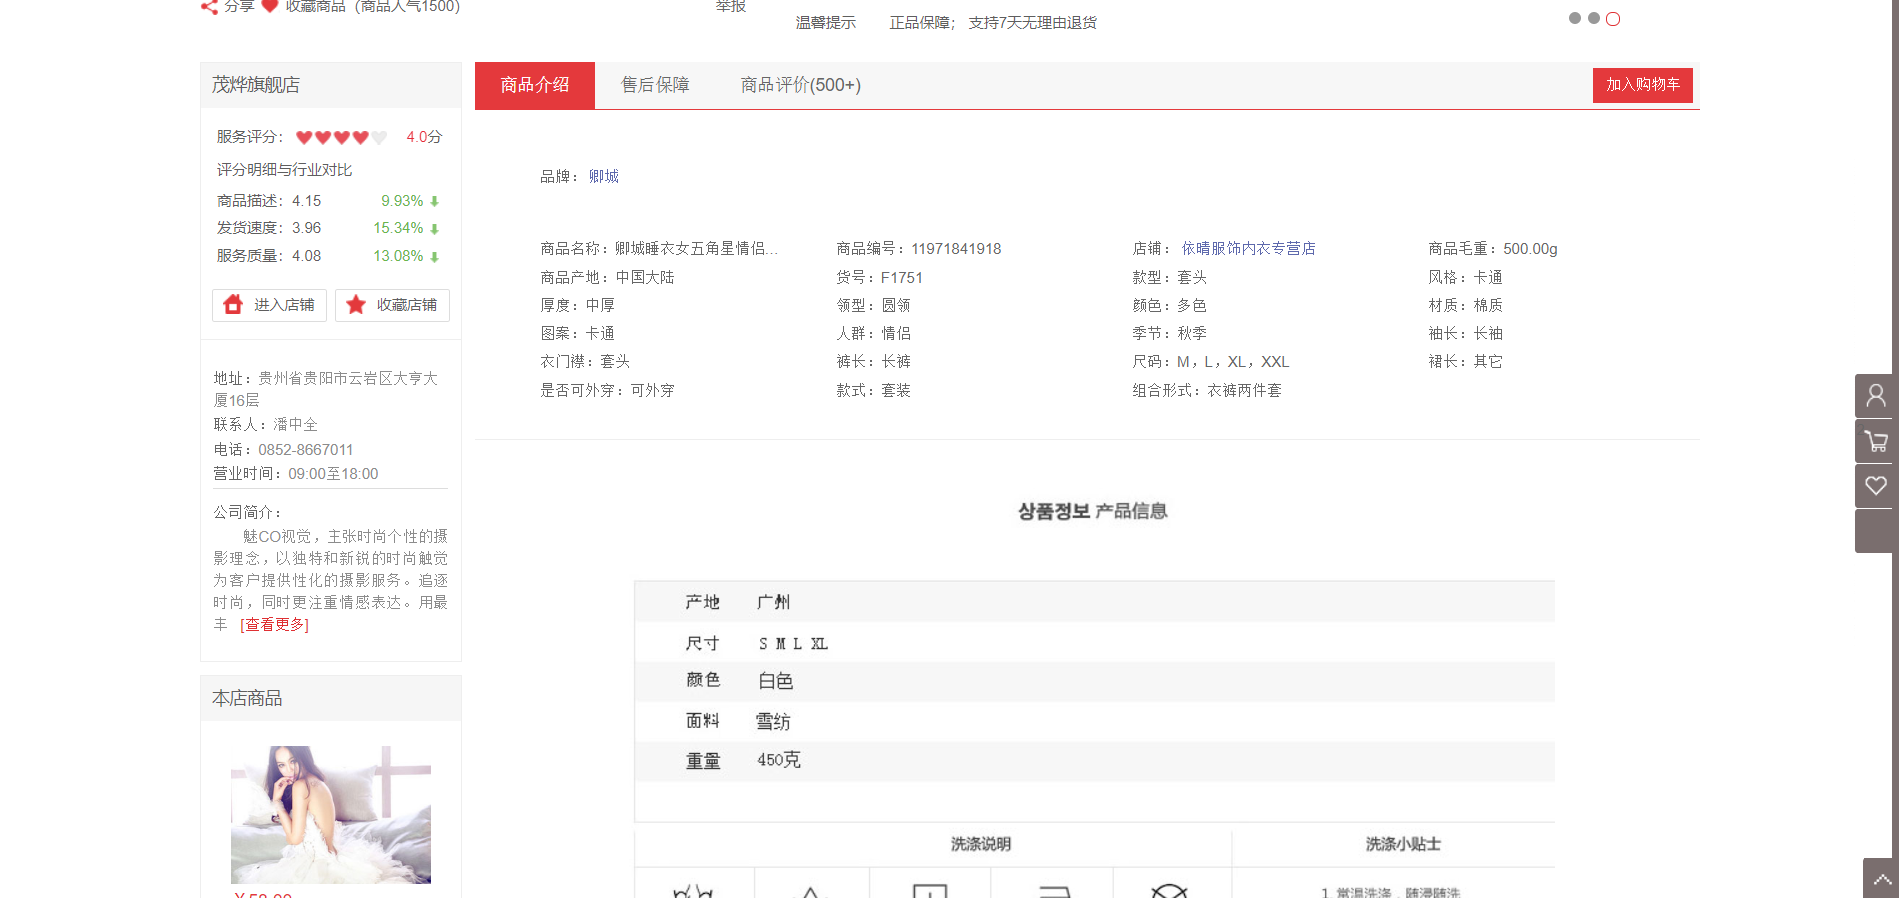 分享 收藏商品 (商品人气1500)
举报
温馨提示 正品保障; 支持7天无理由退货
茂烨旗舰店
服务评分： 4.0分
评分明细与行业对比
商品描述：4.15 9.93%
发货速度：3.96 15.34%
服务质量：4.08 13.08%
进入店铺 收藏店铺
地址：贵州省贵阳市云岩区大亨大
厦16层
联系人：潘中全
电话：0852-8667011
营业时间：09:00至18:00
公司简介：
魅CO视觉，主张时尚个性的摄
影理念，以独特和新锐的时尚触觉
为客户提供性化的摄影服务。追逐
时尚，同时更注重情感表达。用最
丰 [查看更多]
本店商品
商品介绍 售后保障 商品评价(500+) 加入购物车
品牌： 卿城
商品名称：卿城睡衣女五角星情侣... 商品编号：11971841918 店铺： 依晴服饰内衣专营店 商品毛重：500.00g
商品产地：中国大陆 货号：F1751 款型：套头 风格：卡通
厚度：中厚 领型：圆领 颜色：多色 材质：棉质
图案：卡通 人群：情侣 季节：秋季 袖长：长袖
衣门襟：套头 裤长：长裤 尺码：M，L，XL，XXL 裙长：其它
是否可外穿：可外穿 款式：套装 组合形式：衣裤两件套
상품정보 产品信息
产地 广州
尺寸 S M L XL
颜色 白色
面料 雪纺
重量 450克
洗涤说明 洗涤小贴士